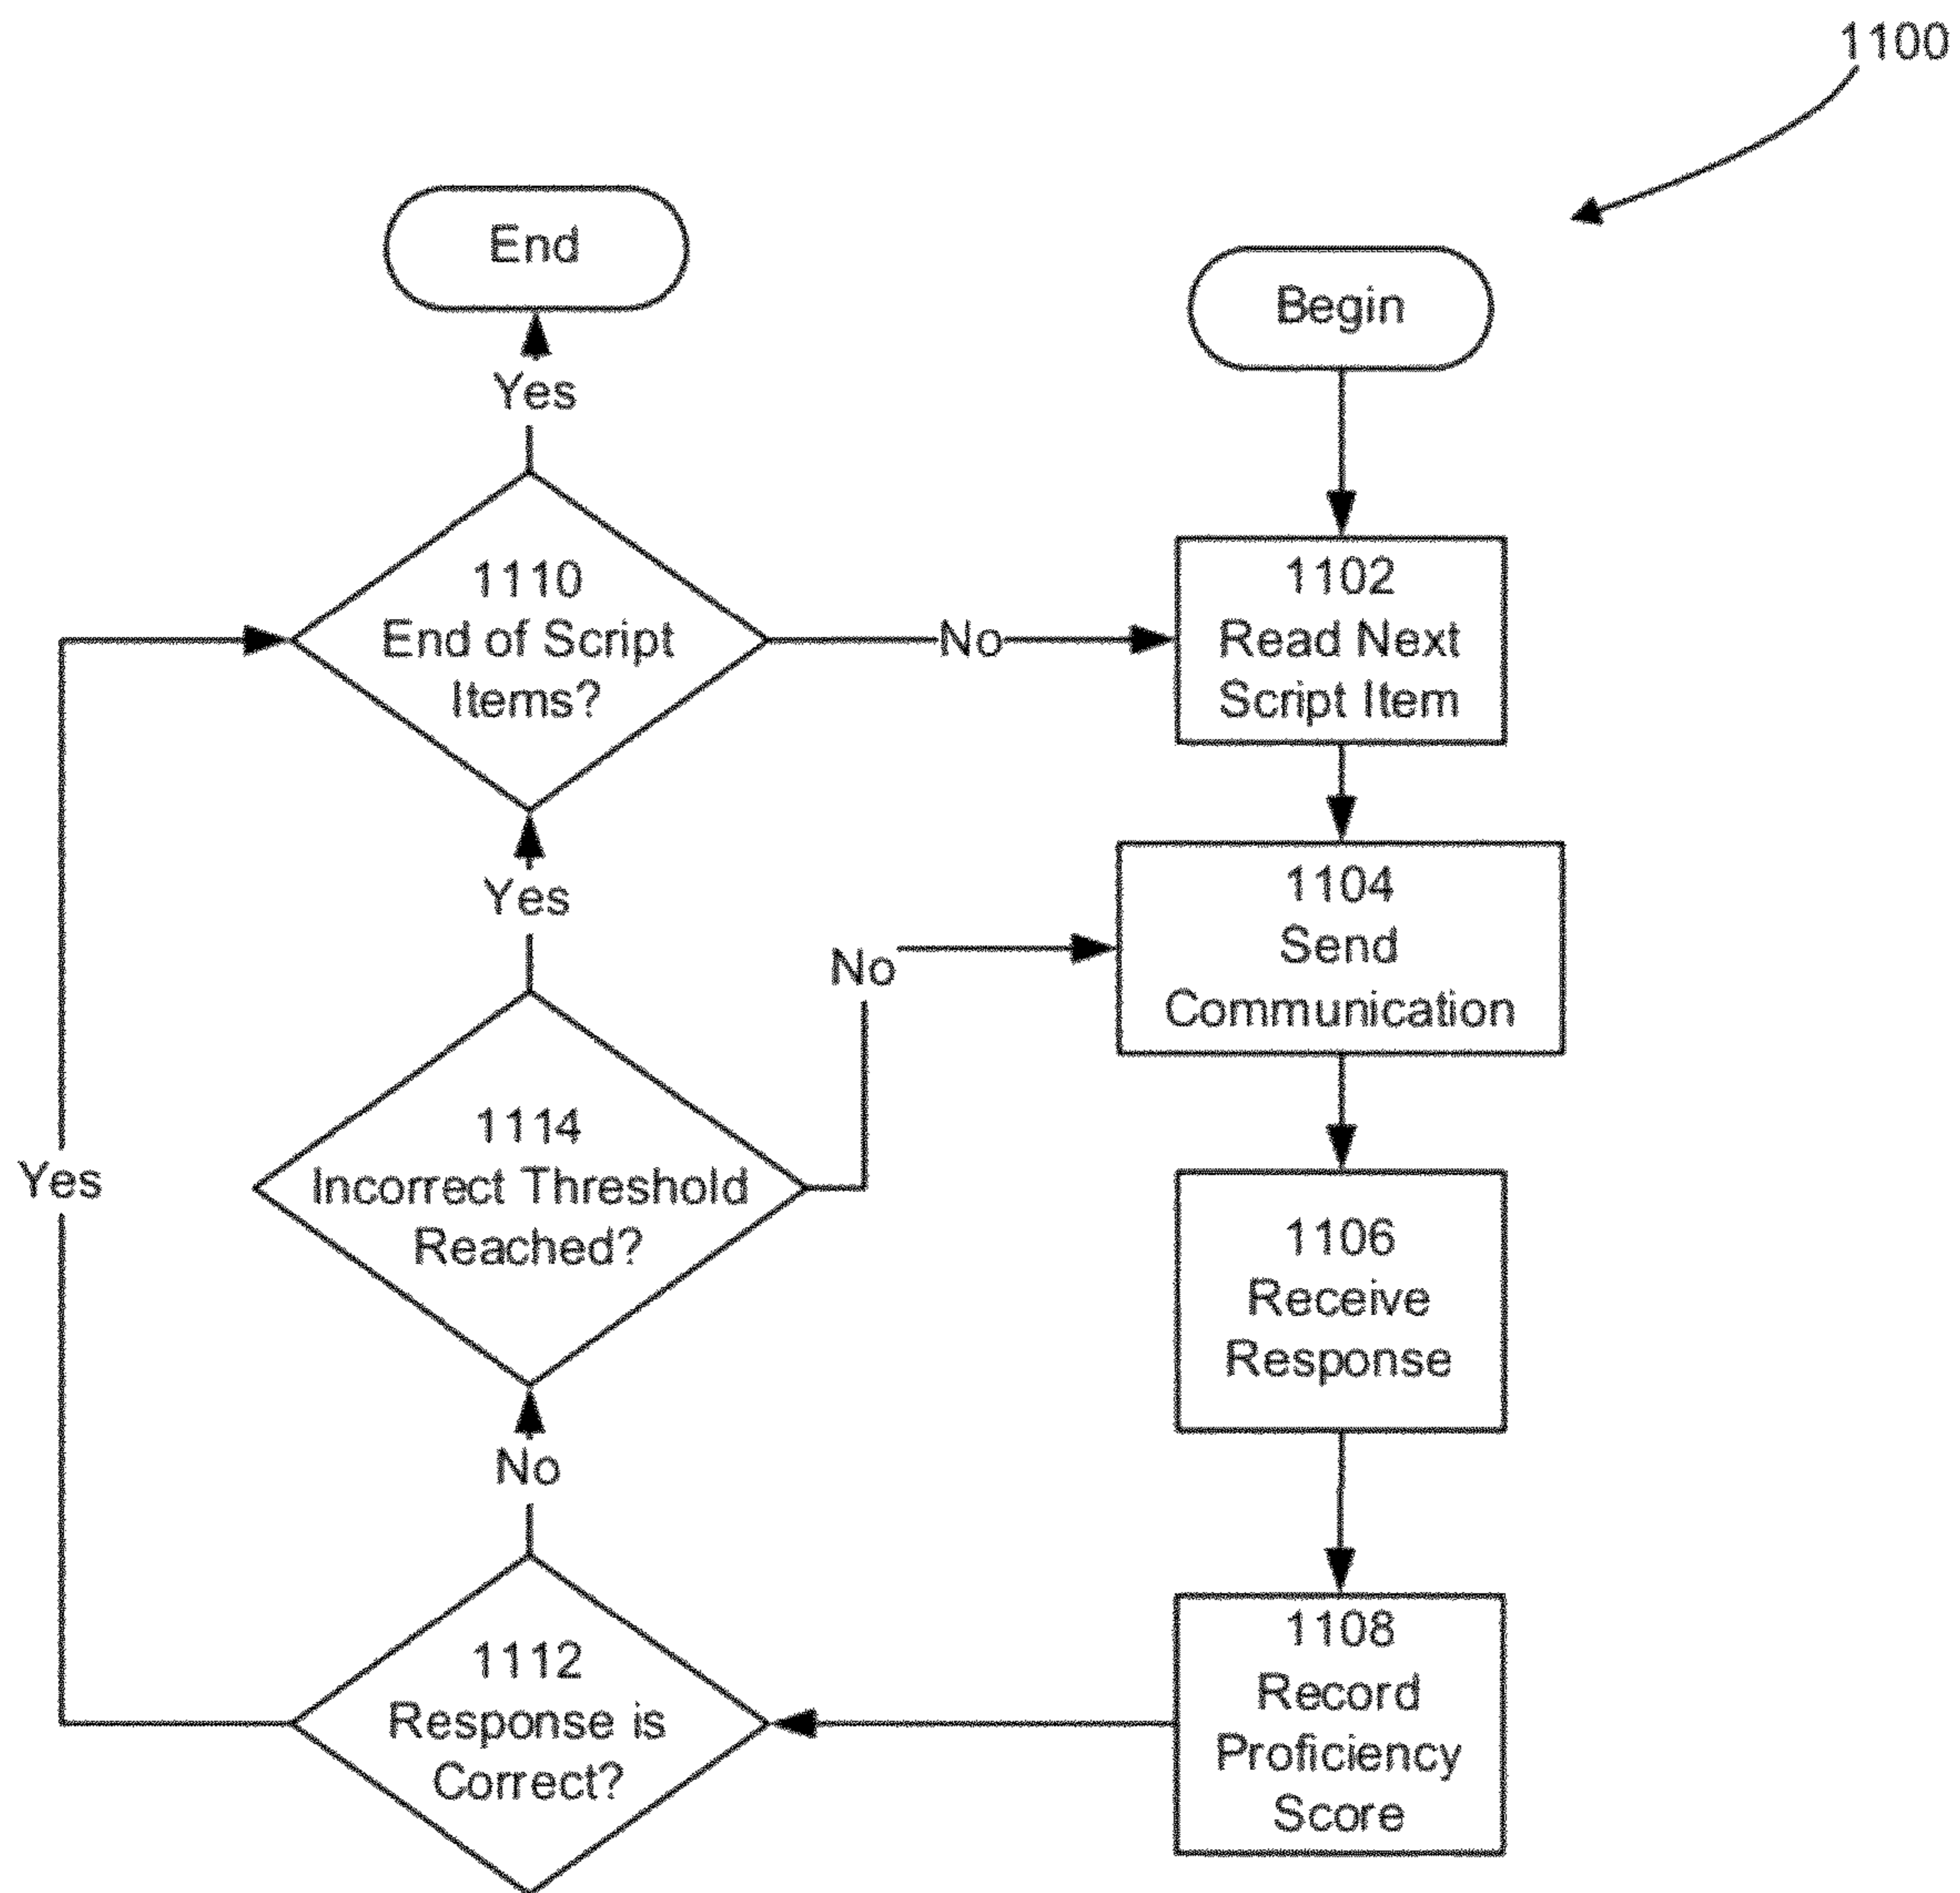 1100
End
Begin
Yes
1110
End of Script
Items?
No
1102
Read Next
Script Item
Yes
No
1104
Send
Communication
1114
Incorrect Threshold
Reached?
Yes
1106
Receive
Response
No
1112
Response is
Correct?
1108
Record
Proficiency
Score